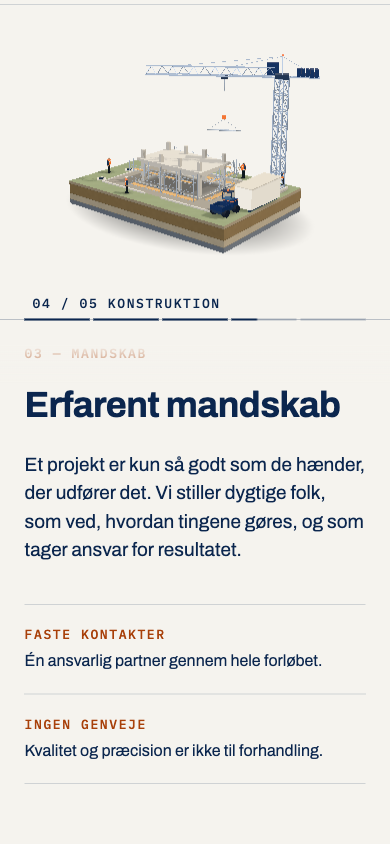 04 / 05 KONSTRUKTION
03 — MANDSKAB
Erfarent mandskab
Et projekt er kun så godt som de hænder,
der udfører det. Vi stiller dygtige folk,
som ved, hvordan tingene gøres, og som
tager ansvar for resultatet.
FASTE KONTAKTER
Én ansvarlig partner gennem hele forløbet.
INGEN GENVEJE
Kvalitet og præcision er ikke til forhandling.